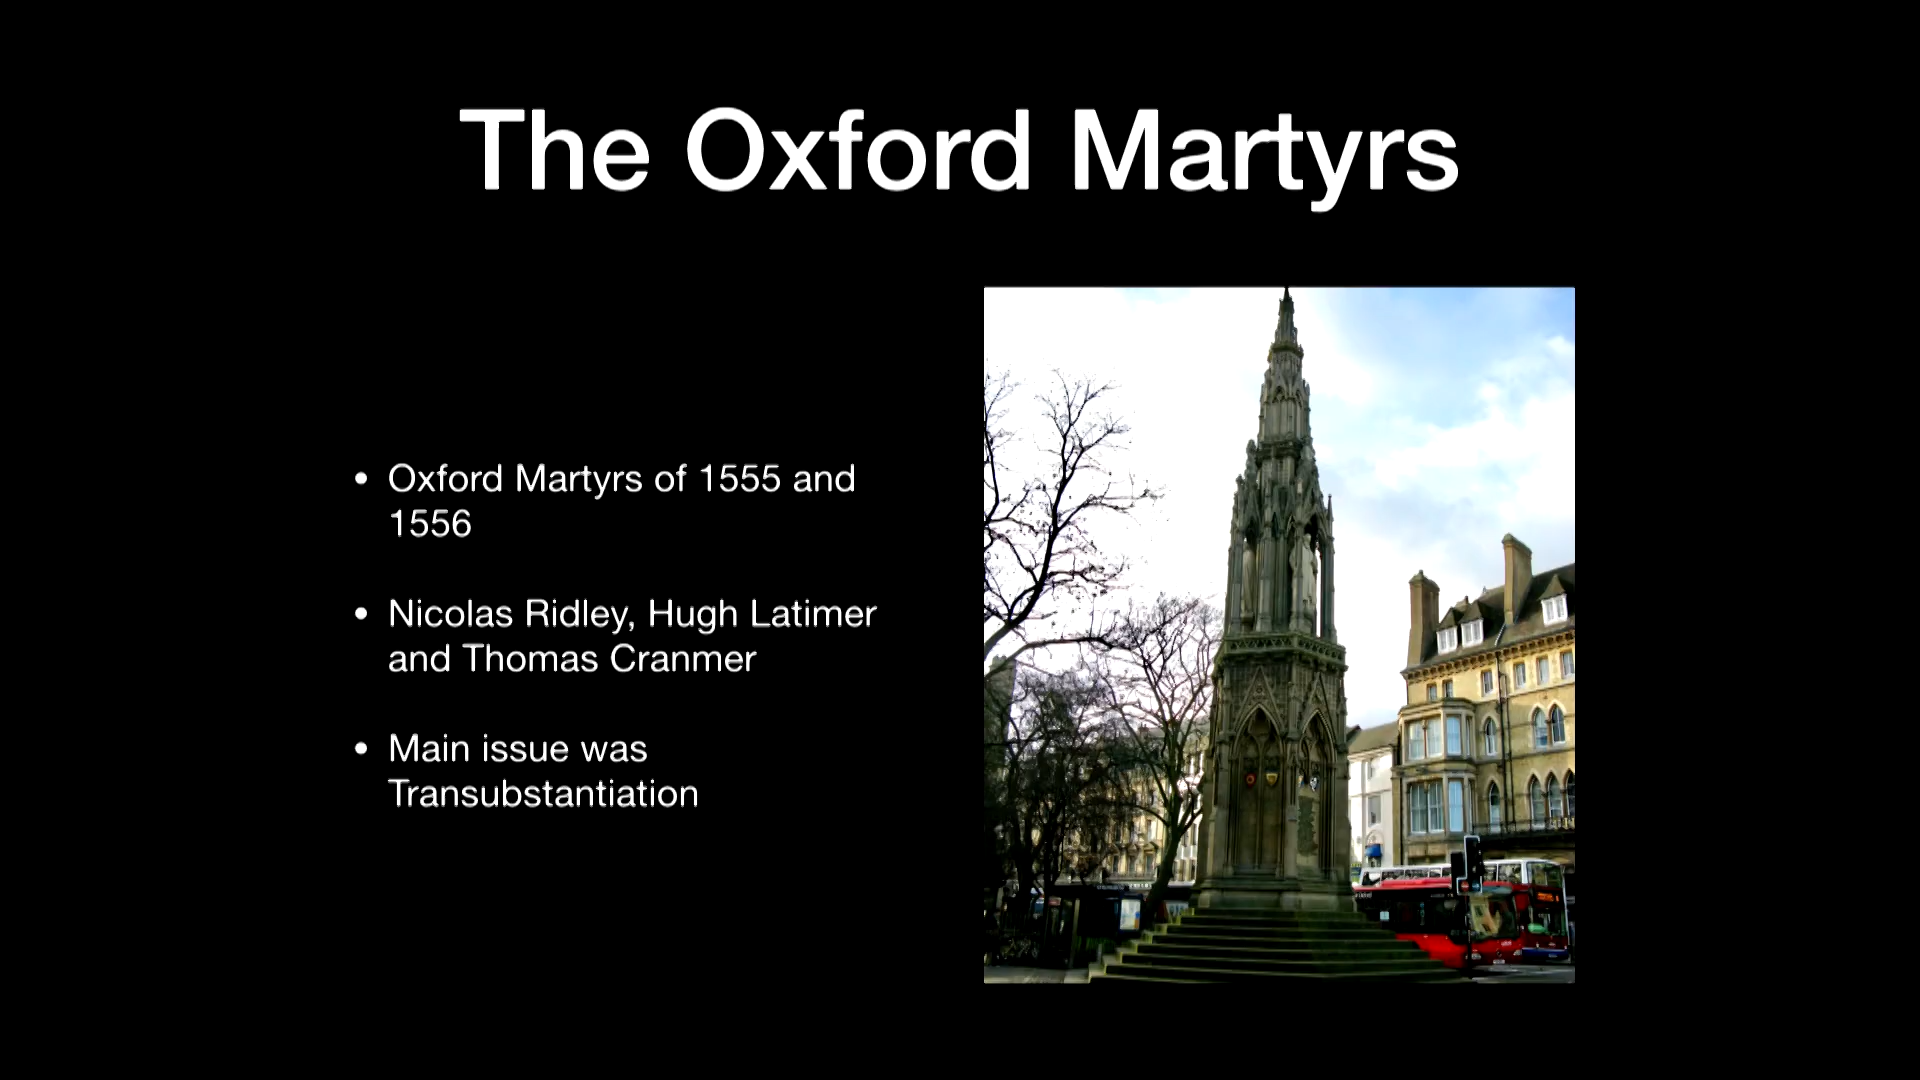 The Oxford Martyrs
• Oxford Martyrs of 1555 and
1556
• Nicolas Ridley, Hugh Latimer
and Thomas Cranmer
• Main issue was
Transubstantiation